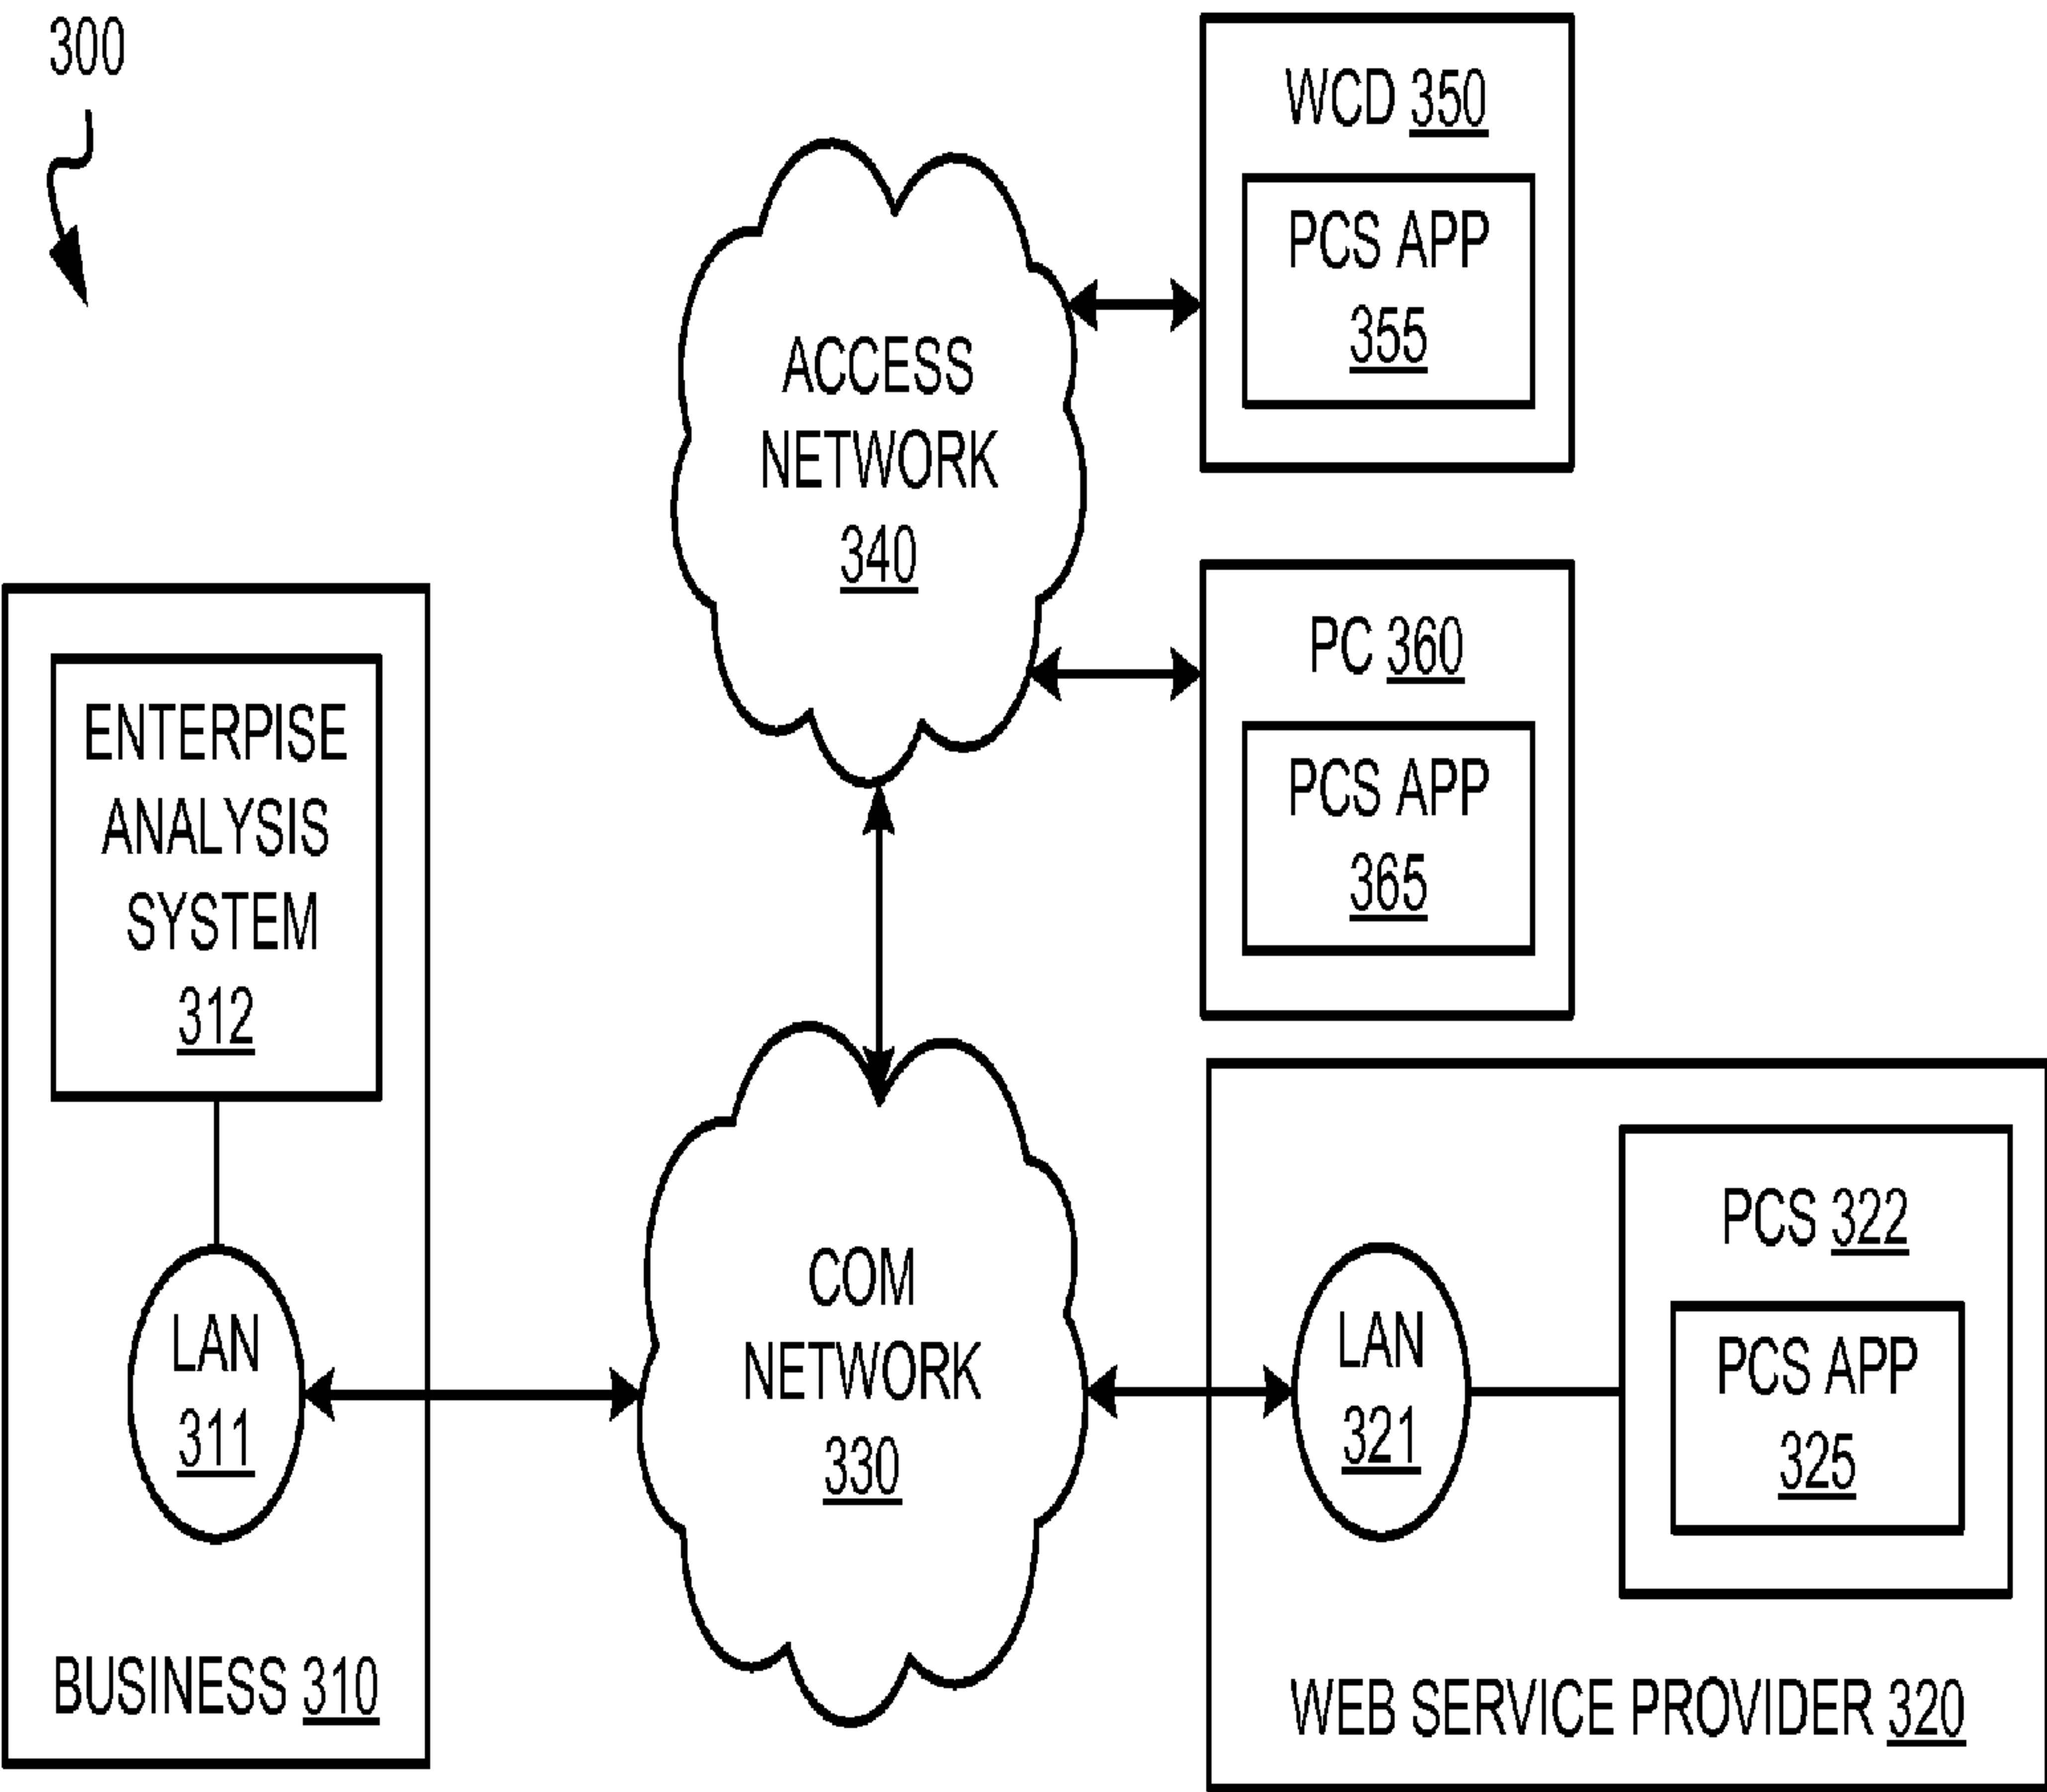 300
WCD 350
PCS APP
355
ACCESS
NETWORK
340
PC 360
PCS APP
365
ENTERPISE
ANALYSIS
SYSTEM
312
LAN
311
BUSINESS 310
COM
NETWORK
330
LAN
321
PCS 322
PCS APP
325
WEB SERVICE PROVIDER 320